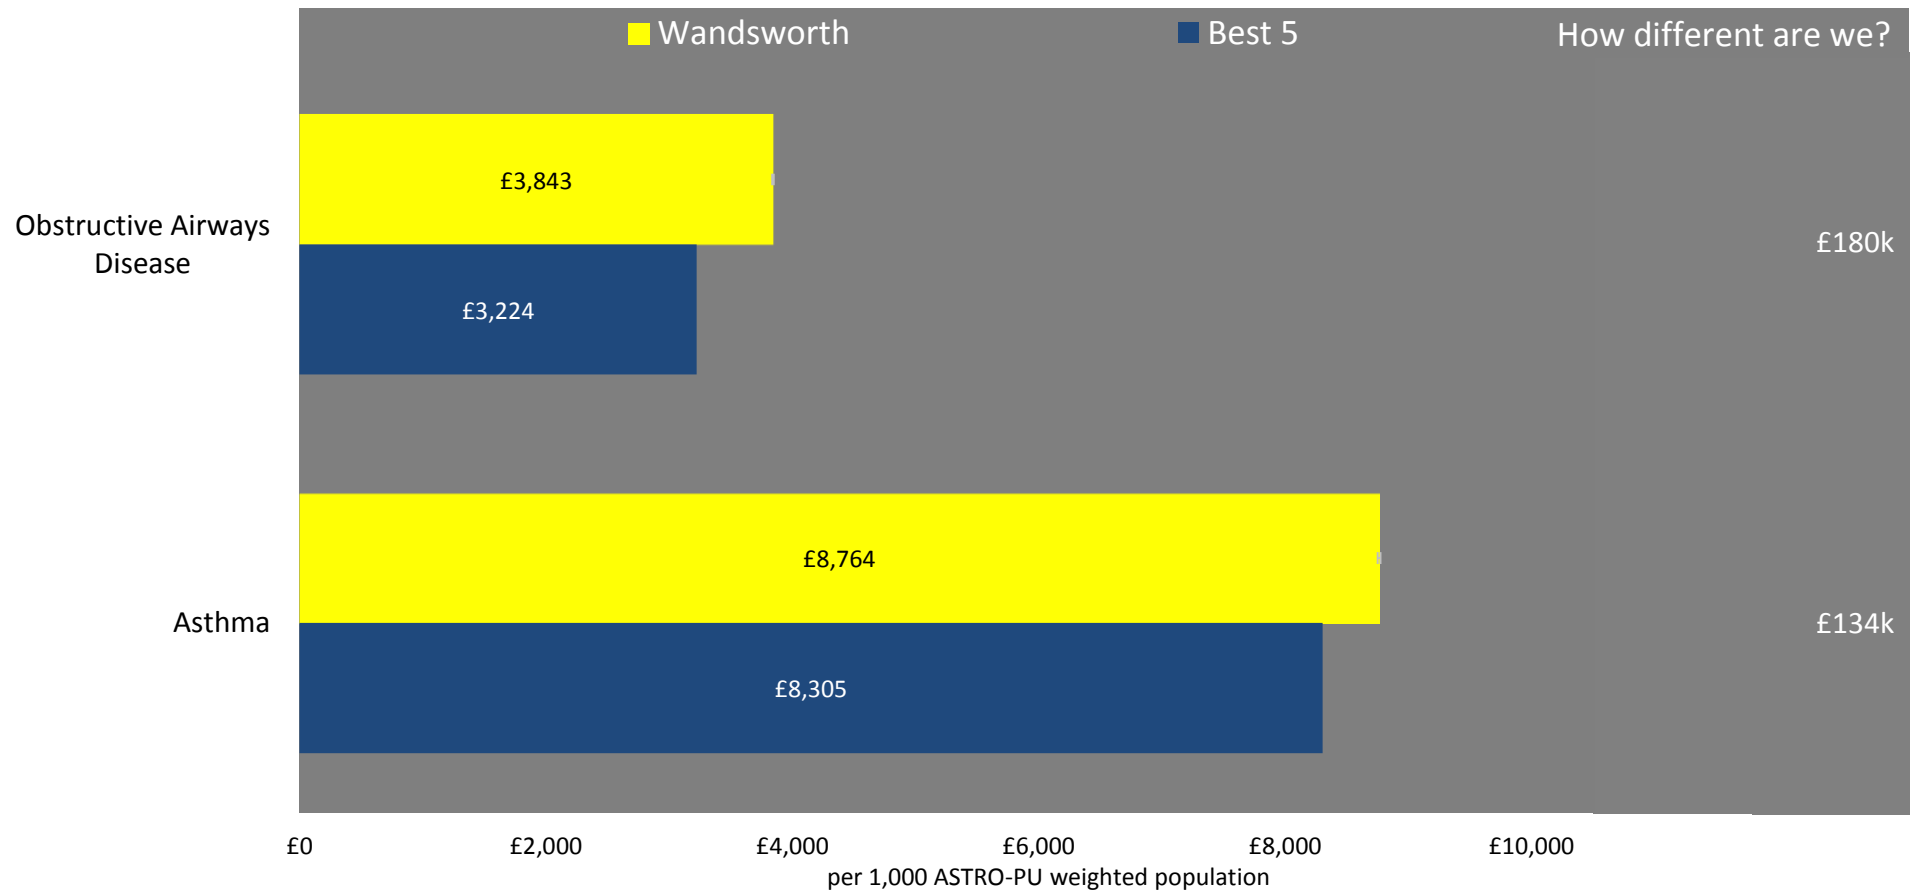 Wandsworth
Best 5
How different are we?
Obstructive Airways
Disease
£3,843
£3,224
£180k
Asthma
£8,764
£8,305
£134k
£0 £2,000 £4,000 £6,000 £8,000 £10,000
per 1,000 ASTRO-PU weighted population